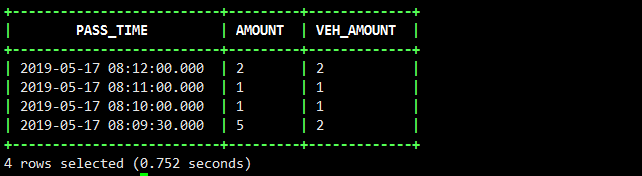 +--------------------------+---------+-------------+
| PASS_TIME | AMOUNT | VEH_AMOUNT |
+--------------------------+---------+-------------+
| 2019-05-17 08:12:00.000 | 2 | 2 |
| 2019-05-17 08:11:00.000 | 1 | 1 |
| 2019-05-17 08:10:00.000 | 1 | 1 |
| 2019-05-17 08:09:30.000 | 5 | 2 |
+--------------------------+---------+-------------+
4 rows selected (0.752 seconds)